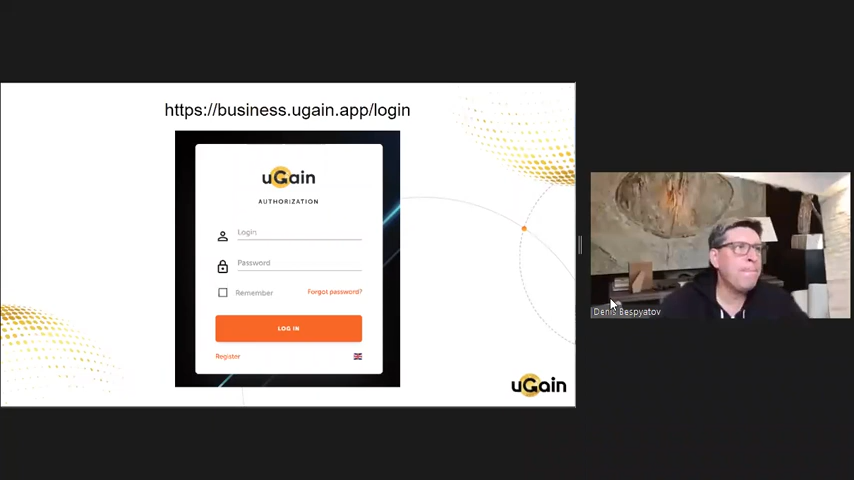 https://business.ugain.app/login
uGain
AUTHORIZATION
Login
Password
Remember
Forgot password?
LOG IN
Register
uGain
Denis Bespyatov